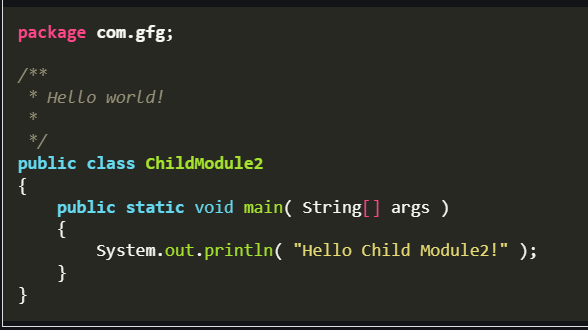 package com.gfg;
/**
 * Hello world!
 *
 */
public class ChildModule2
{
    public static void main( String[] args )
    {
        System.out.println( "Hello Child Module2!" );
    }
}